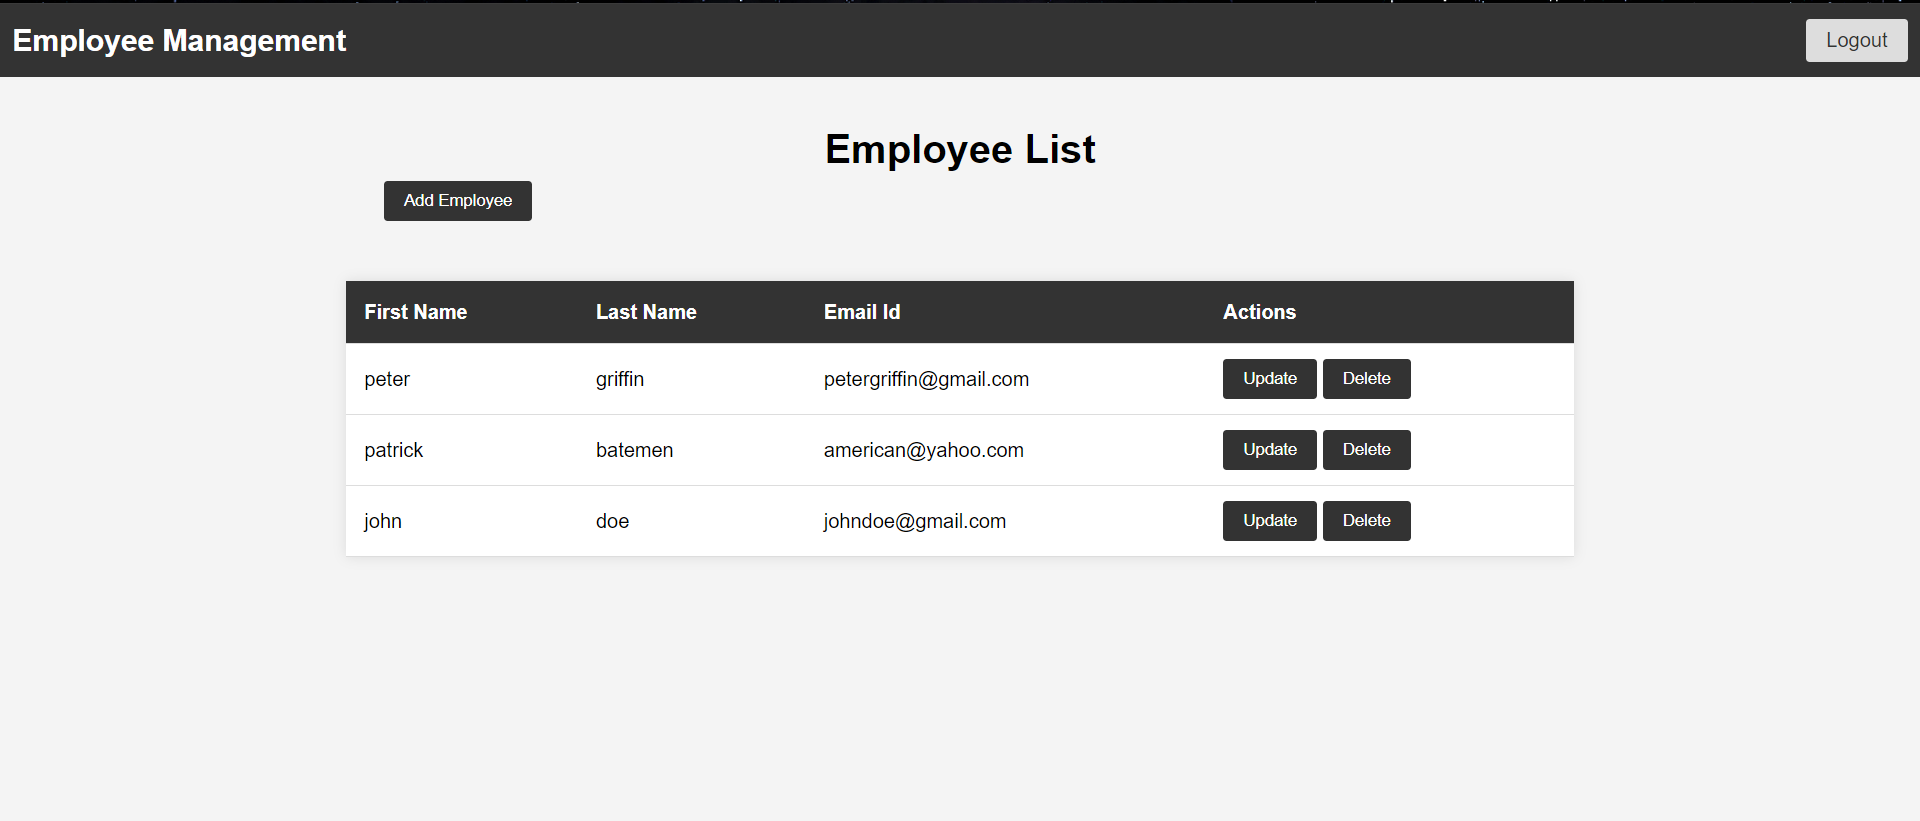 Employee Management Logout
Employee List
Add Employee
First Name Last Name Email Id Actions
peter griffin petergriffin@gmail.com Update Delete
patrick batemen american@yahoo.com Update Delete
john doe johndoe@gmail.com Update Delete